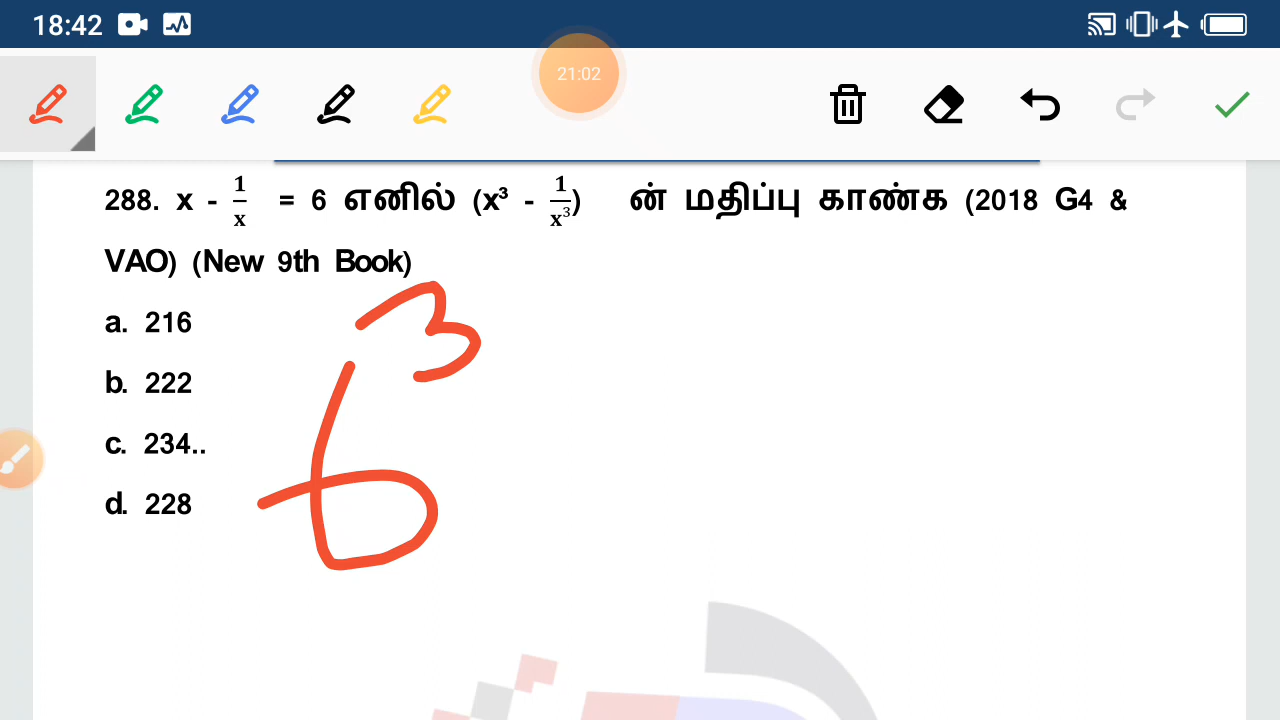 18:42
21:02
288. x - 1/x = 6 எனில் (x³ - 1/x³) ன் மதிப்பு காண்க (2018 G4 &
VAO) (New 9th Book)
a. 216
b. 222
c. 234..
d. 228
6³